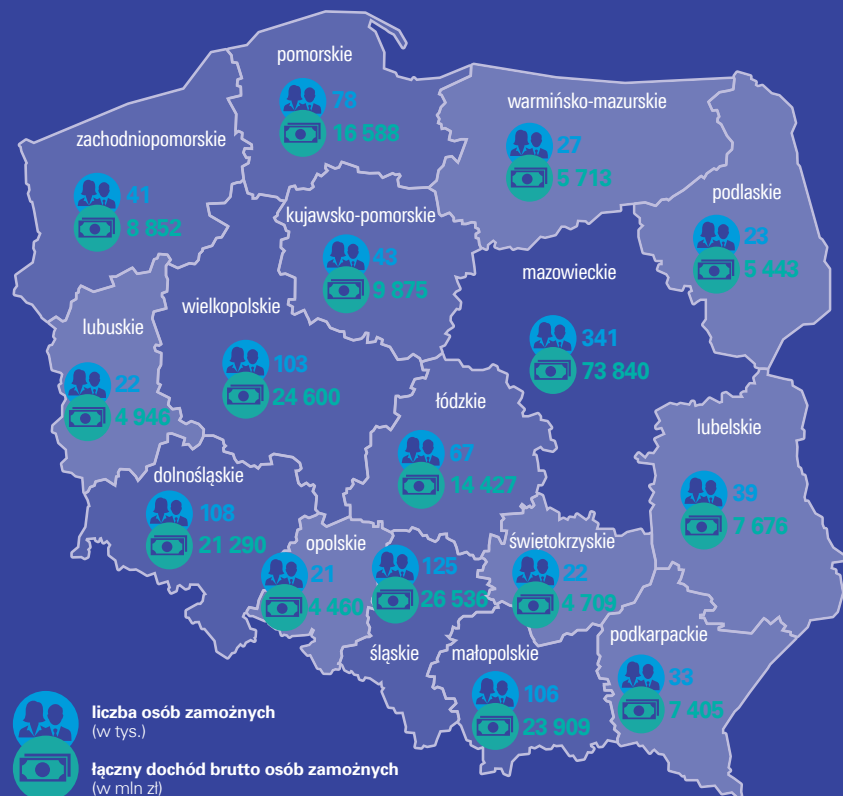 pomorskie
78
16 588
warmińsko-mazurskie
27
5 713
zachodniopomorskie
41
8 852
podlaskie
23
5 443
kujawsko-pomorskie
43
9 875
mazowieckie
341
73 840
wielkopolskie
103
24 600
lubuskie
22
4 946
łódzkie
67
14 427
lubelskie
39
7 676
dolnośląskie
108
21 290
opolskie
21
4 460
125
26 536
śląskie
świętokrzyskie
22
4 709
małopolskie
106
23 909
podkarpackie
33
7 405
liczba osób zamożnych
(w tys.)
łączny dochód brutto osób zamożnych
(w mln zł)